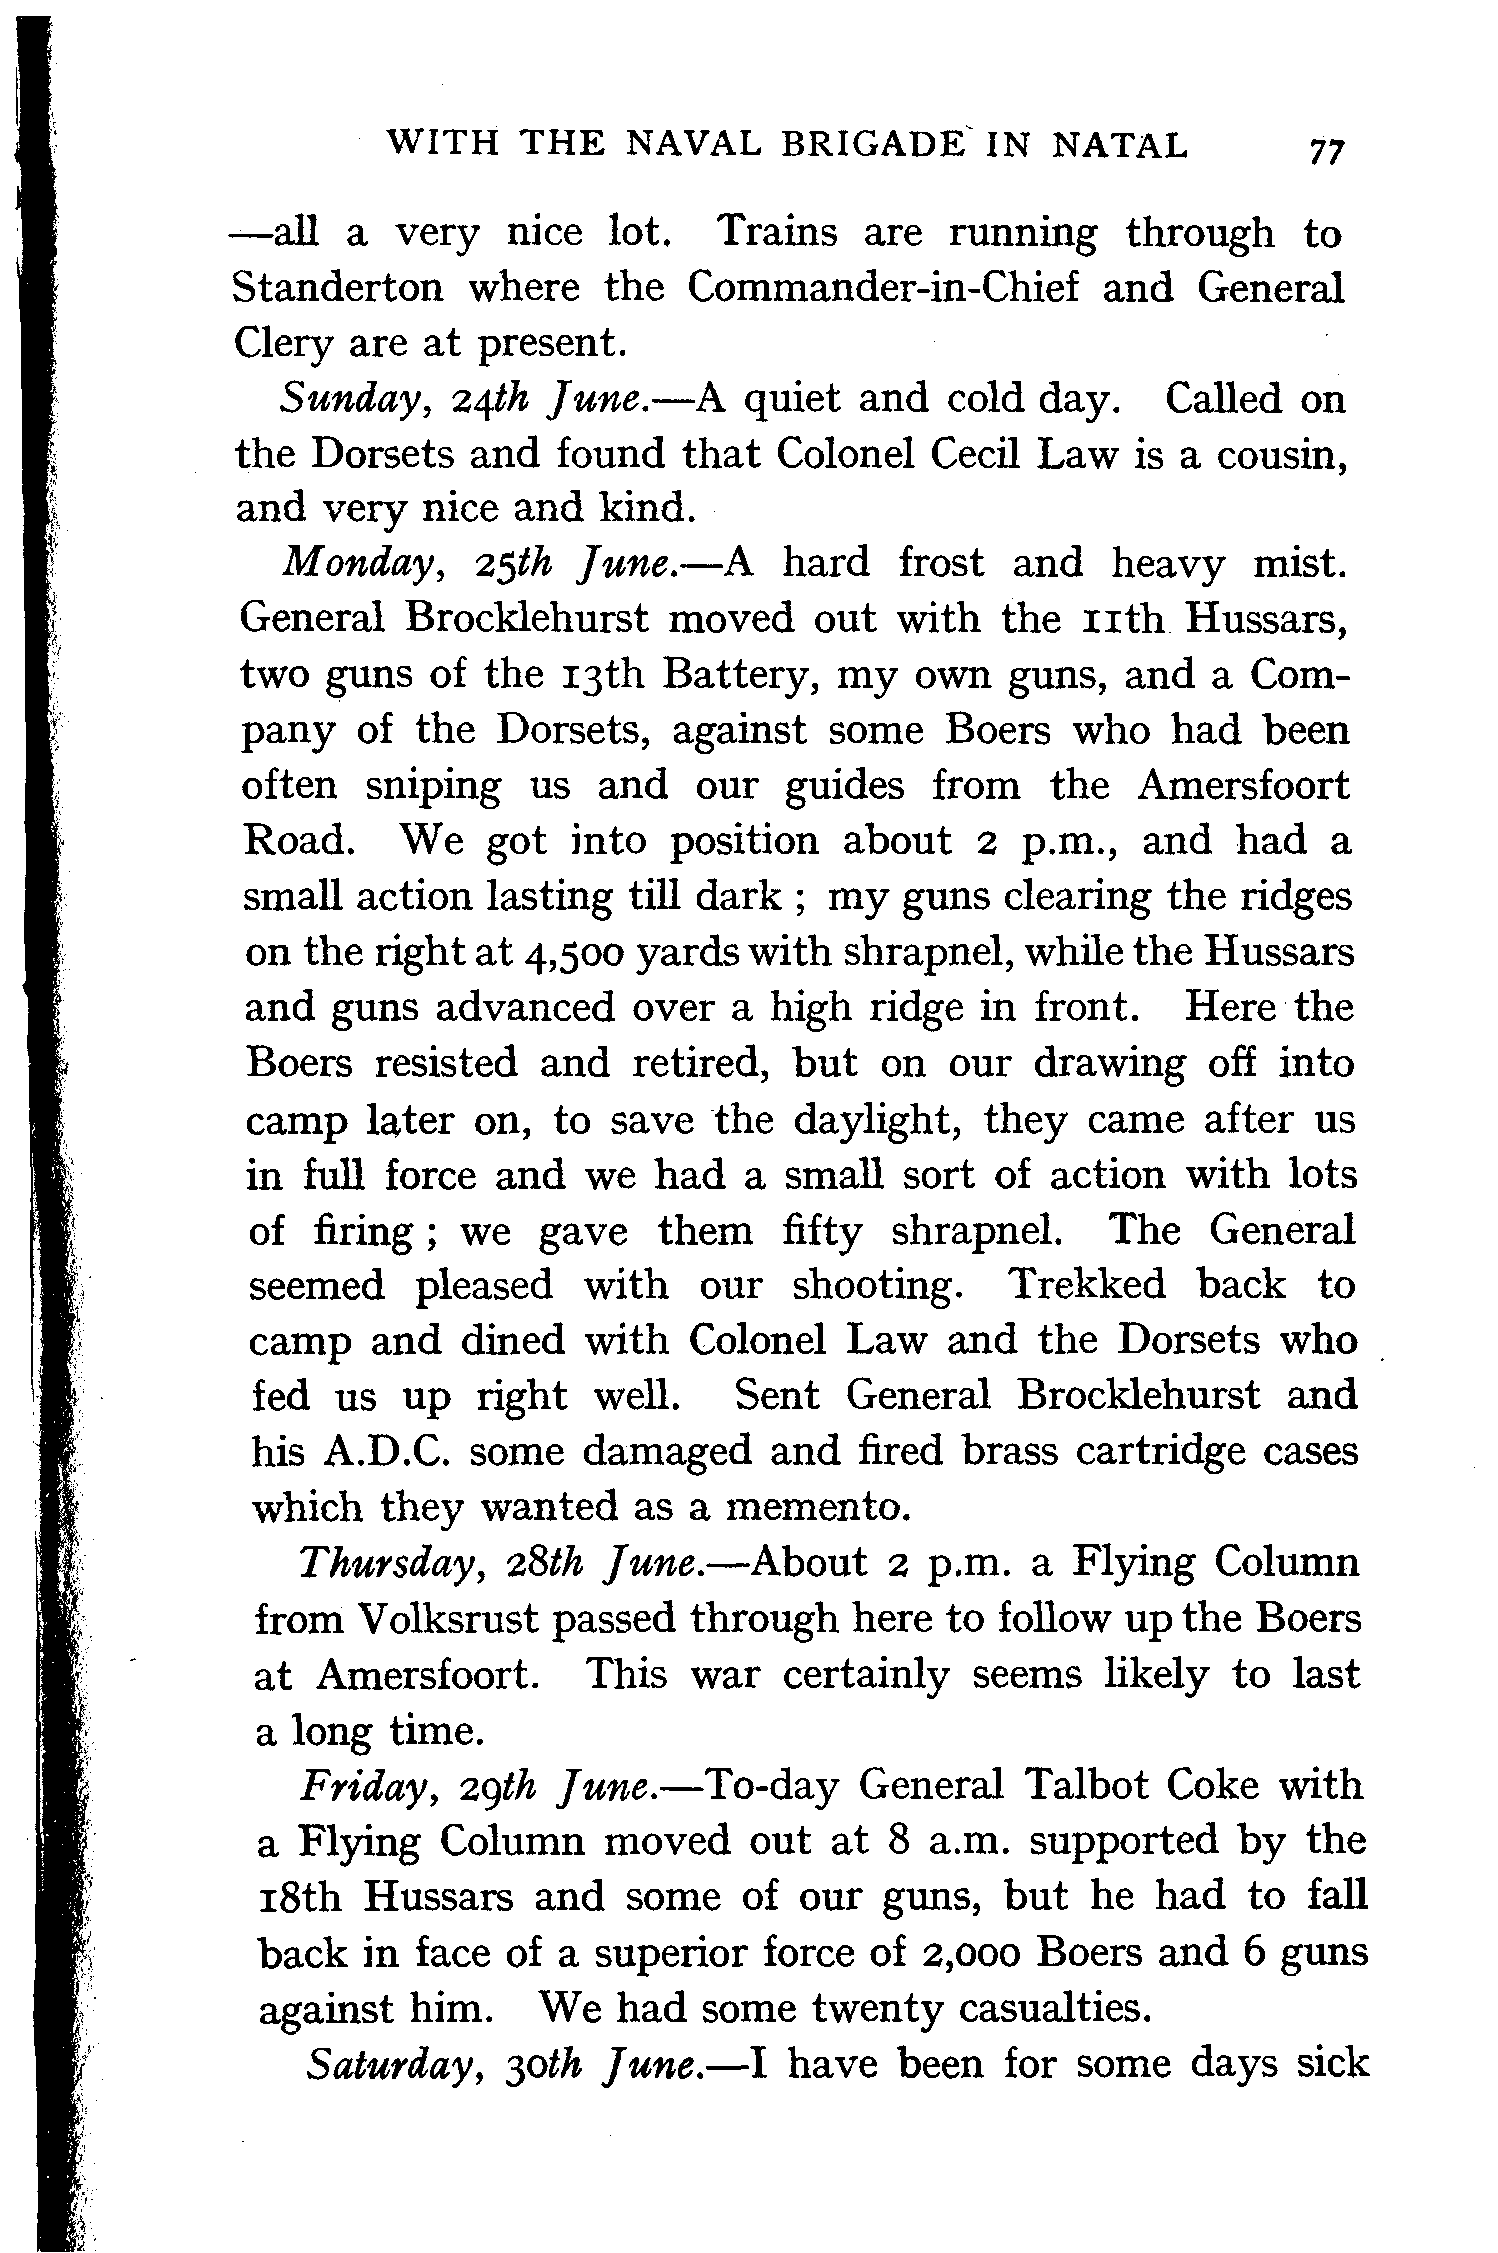 WITH THE NAVAL BRIGADE IN NATAL 77
—all a very nice lot. Trains are running through to
Standerton where the Commander-in-Chief and General
Clery are at present.
Sunday, 24th June.—A quiet and cold day. Called on
the Dorsets and found that Colonel Cecil Law is a cousin,
and very nice and kind.
Monday, 25th June.—A hard frost and heavy mist.
General Brocklehurst moved out with the 11th Hussars,
two guns of the 13th Battery, my own guns, and a Com-
pany of the Dorsets, against some Boers who had been
often sniping us and our guides from the Amersfoort
Road. We got into position about 2 p.m., and had a
small action lasting till dark ; my guns clearing the ridges
on the right at 4,500 yards with shrapnel, while the Hussars
and guns advanced over a high ridge in front. Here the
Boers resisted and retired, but on our drawing off into
camp later on, to save the daylight, they came after us
in full force and we had a small sort of action with lots
of firing ; we gave them fifty shrapnel. The General
seemed pleased with our shooting. Trekked back to
camp and dined with Colonel Law and the Dorsets who
fed us up right well. Sent General Brocklehurst and
his A.D.C. some damaged and fired brass cartridge cases
which they wanted as a memento.
Thursday, 28th June.—About 2 p.m. a Flying Column
from Volksrust passed through here to follow up the Boers
at Amersfoort. This war certainly seems likely to last
a long time.
Friday, 29th June.—To-day General Talbot Coke with
a Flying Column moved out at 8 a.m. supported by the
18th Hussars and some of our guns, but he had to fall
back in face of a superior force of 2,000 Boers and 6 guns
against him. We had some twenty casualties.
Saturday, 30th June.—I have been for some days sick